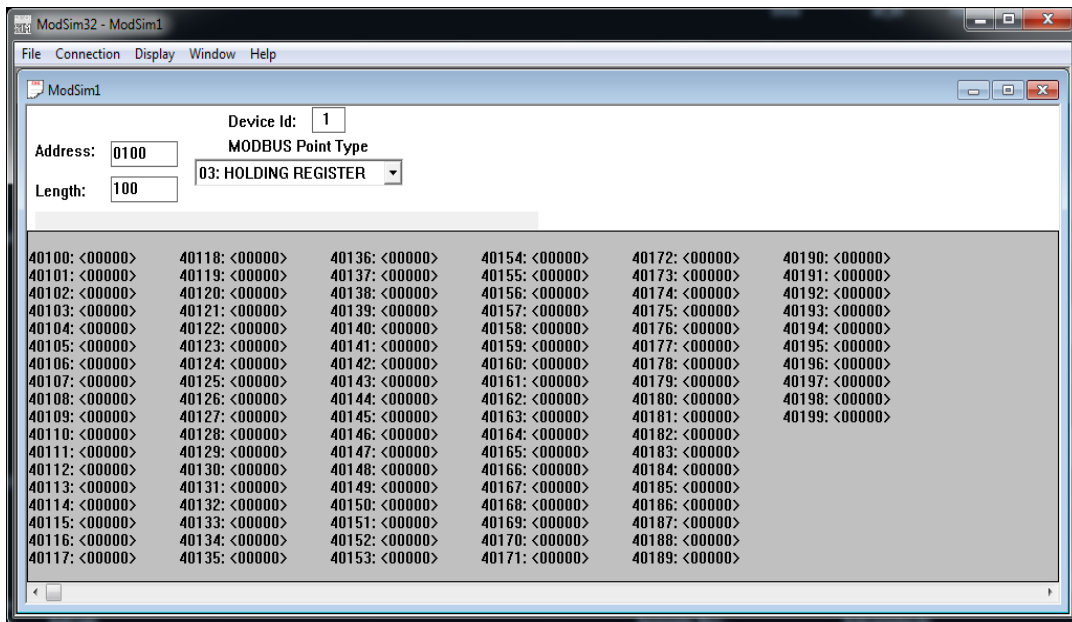 ModSim32 - ModSim1
File Connection Display Window Help
ModSim1
Device Id: 1
Address: 0100
MODBUS Point Type
03: HOLDING REGISTER
Length: 100
40100: <00000> 40118: <00000> 40136: <00000> 40154: <00000> 40172: <00000> 40190: <00000>
40101: <00000> 40119: <00000> 40137: <00000> 40155: <00000> 40173: <00000> 40191: <00000>
40102: <00000> 40120: <00000> 40138: <00000> 40156: <00000> 40174: <00000> 40192: <00000>
40103: <00000> 40121: <00000> 40139: <00000> 40157: <00000> 40175: <00000> 40193: <00000>
40104: <00000> 40122: <00000> 40140: <00000> 40158: <00000> 40176: <00000> 40194: <00000>
40105: <00000> 40123: <00000> 40141: <00000> 40159: <00000> 40177: <00000> 40195: <00000>
40106: <00000> 40124: <00000> 40142: <00000> 40160: <00000> 40178: <00000> 40196: <00000>
40107: <00000> 40125: <00000> 40143: <00000> 40161: <00000> 40179: <00000> 40197: <00000>
40108: <00000> 40126: <00000> 40144: <00000> 40162: <00000> 40180: <00000> 40198: <00000>
40109: <00000> 40127: <00000> 40145: <00000> 40163: <00000> 40181: <00000> 40199: <00000>
40110: <00000> 40128: <00000> 40146: <00000> 40164: <00000> 40182: <00000>
40111: <00000> 40129: <00000> 40147: <00000> 40165: <00000> 40183: <00000>
40112: <00000> 40130: <00000> 40148: <00000> 40166: <00000> 40184: <00000>
40113: <00000> 40131: <00000> 40149: <00000> 40167: <00000> 40185: <00000>
40114: <00000> 40132: <00000> 40150: <00000> 40168: <00000> 40186: <00000>
40115: <00000> 40133: <00000> 40151: <00000> 40169: <00000> 40187: <00000>
40116: <00000> 40134: <00000> 40152: <00000> 40170: <00000> 40188: <00000>
40117: <00000> 40135: <00000> 40153: <00000> 40171: <00000> 40189: <00000>